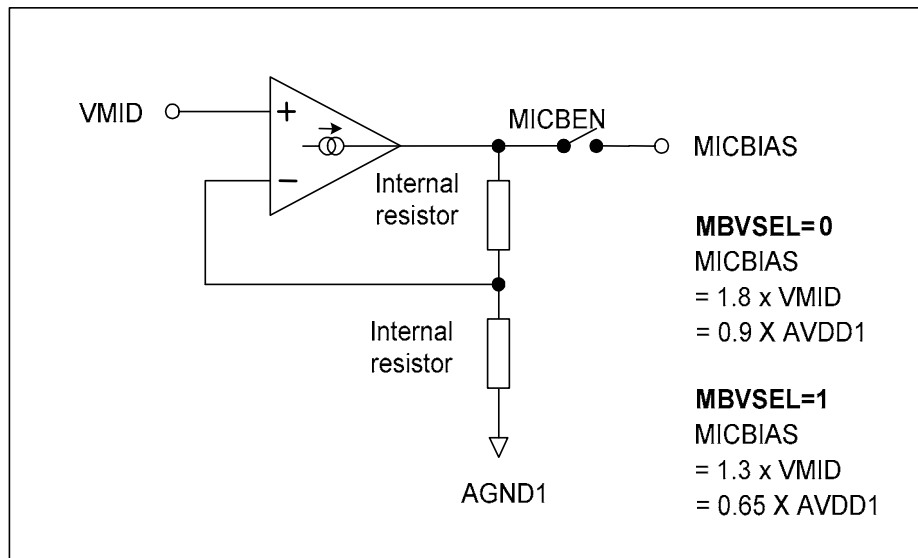 MICBEN
VMID
+
MICBIAS
−
Internal
resistor
MBVSEL=0
MICBIAS
= 1.8 x VMID
= 0.9 X AVDD1
Internal
resistor
MBVSEL=1
MICBIAS
= 1.3 x VMID
= 0.65 X AVDD1
AGND1